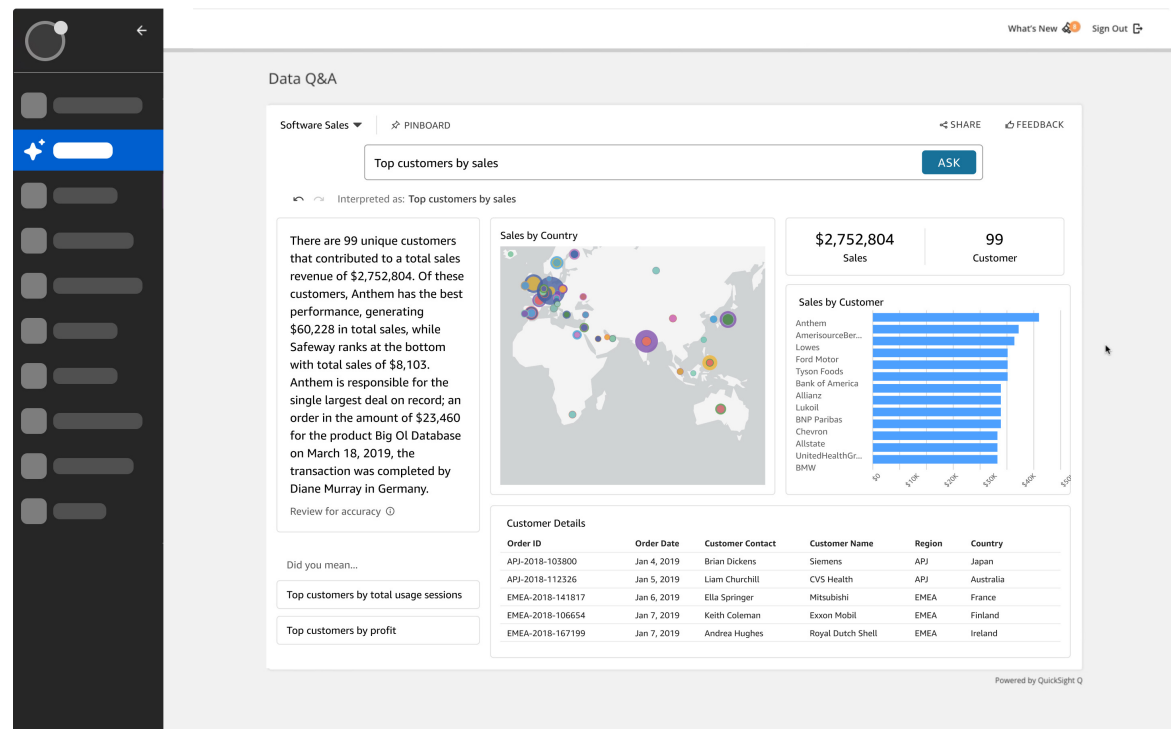 What's New
Sign Out
Data Q&A
Software Sales
PINBOARD
SHARE
FEEDBACK
Top customers by sales
ASK
Interpreted as: Top customers by sales
There are 99 unique customers
that contributed to a total sales
revenue of $2,752,804. Of these
customers, Anthem has the best
performance, generating
$60,228 in total sales, while
Safeway ranks at the bottom
with total sales of $8,103.
Anthem is responsible for the
single largest deal on record; an
order in the amount of $23,460
for the product Big Ol Database
on March 18, 2019, the
transaction was completed by
Diane Murray in Germany.
Review for accuracy
Did you mean...
Top customers by total usage sessions
Top customers by profit
Sales by Country
$2,752,804
Sales
99
Customer
Sales by Customer
Anthem
AmerisourceBer...
Lowes
Ford Motor
Tyson Foods
Bank of America
Allianz
Lukoil
BNP Paribas
Chevron
Allstate
UnitedHealthGr...
BMW
$0 $10K $20K $30K $40K
Customer Details
Order ID Order Date Customer Contact Customer Name Region Country
APJ-2018-103800 Jan 4, 2019 Brian Dickens Siemens APJ Japan
APJ-2018-112326 Jan 5, 2019 Liam Churchill CVS Health APJ Australia
EMEA-2018-141817 Jan 6, 2019 Ella Springer Mitsubishi EMEA France
EMEA-2018-106654 Jan 7, 2019 Keith Coleman Exxon Mobil EMEA Finland
EMEA-2018-167199 Jan 7, 2019 Andrea Hughes Royal Dutch Shell EMEA Ireland
Powered by QuickSight Q